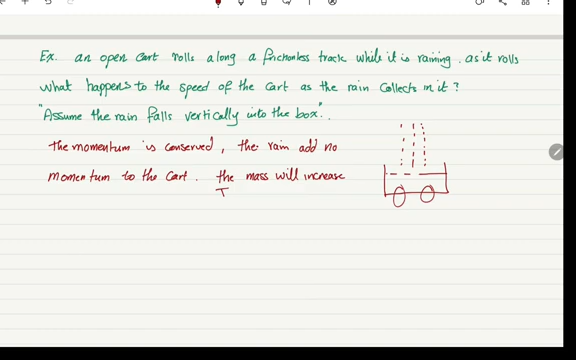 Ex. an open cart rolls along a frictionless track while it is raining. as it rolls
what happens to the speed of the cart as the rain collects in it?
"Assume the rain falls vertically into the box".
the momentum is conserved, the rain add no
momentum to the cart. the mass will increase
T